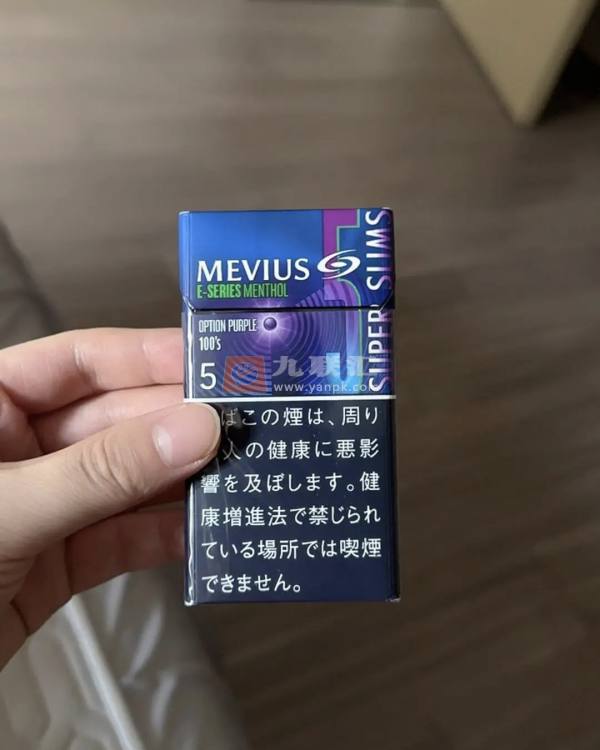 MEVIUS
E-SERIES MENTHOL
SUPER SLIMS
OPTION PURPLE
100's
5
九联汇
www.yanpk.com
ばこの煙は、周り
人の健康に悪影
響を及ぼします。健
康増進法で禁じられ
ている場所では喫煙
できません。